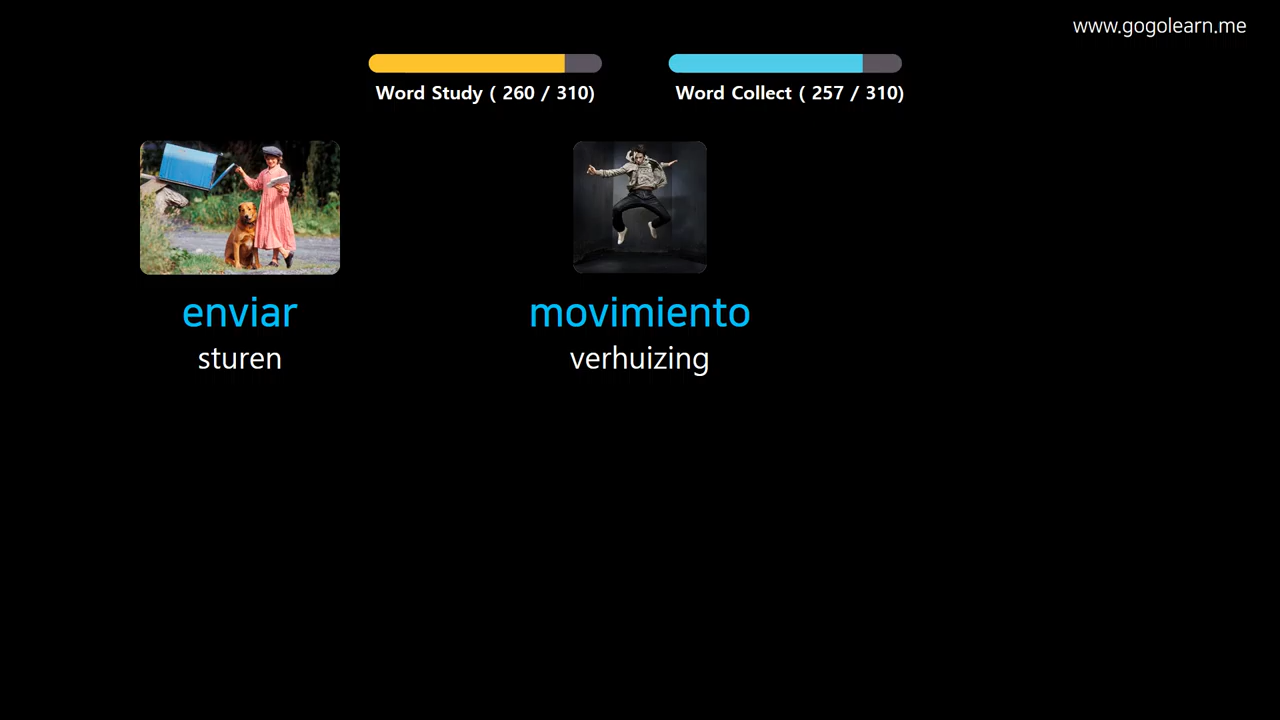 www.gogolearn.me
Word Study ( 260 / 310)
Word Collect ( 257 / 310)
enviar
sturen
movimiento
verhuizing